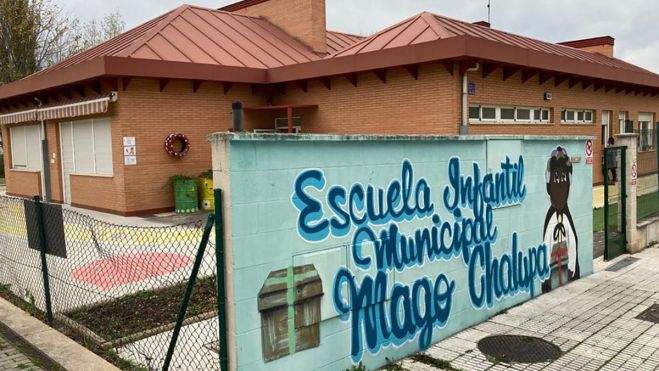 Escuela Infantil
Municipal
Mago Chalupa